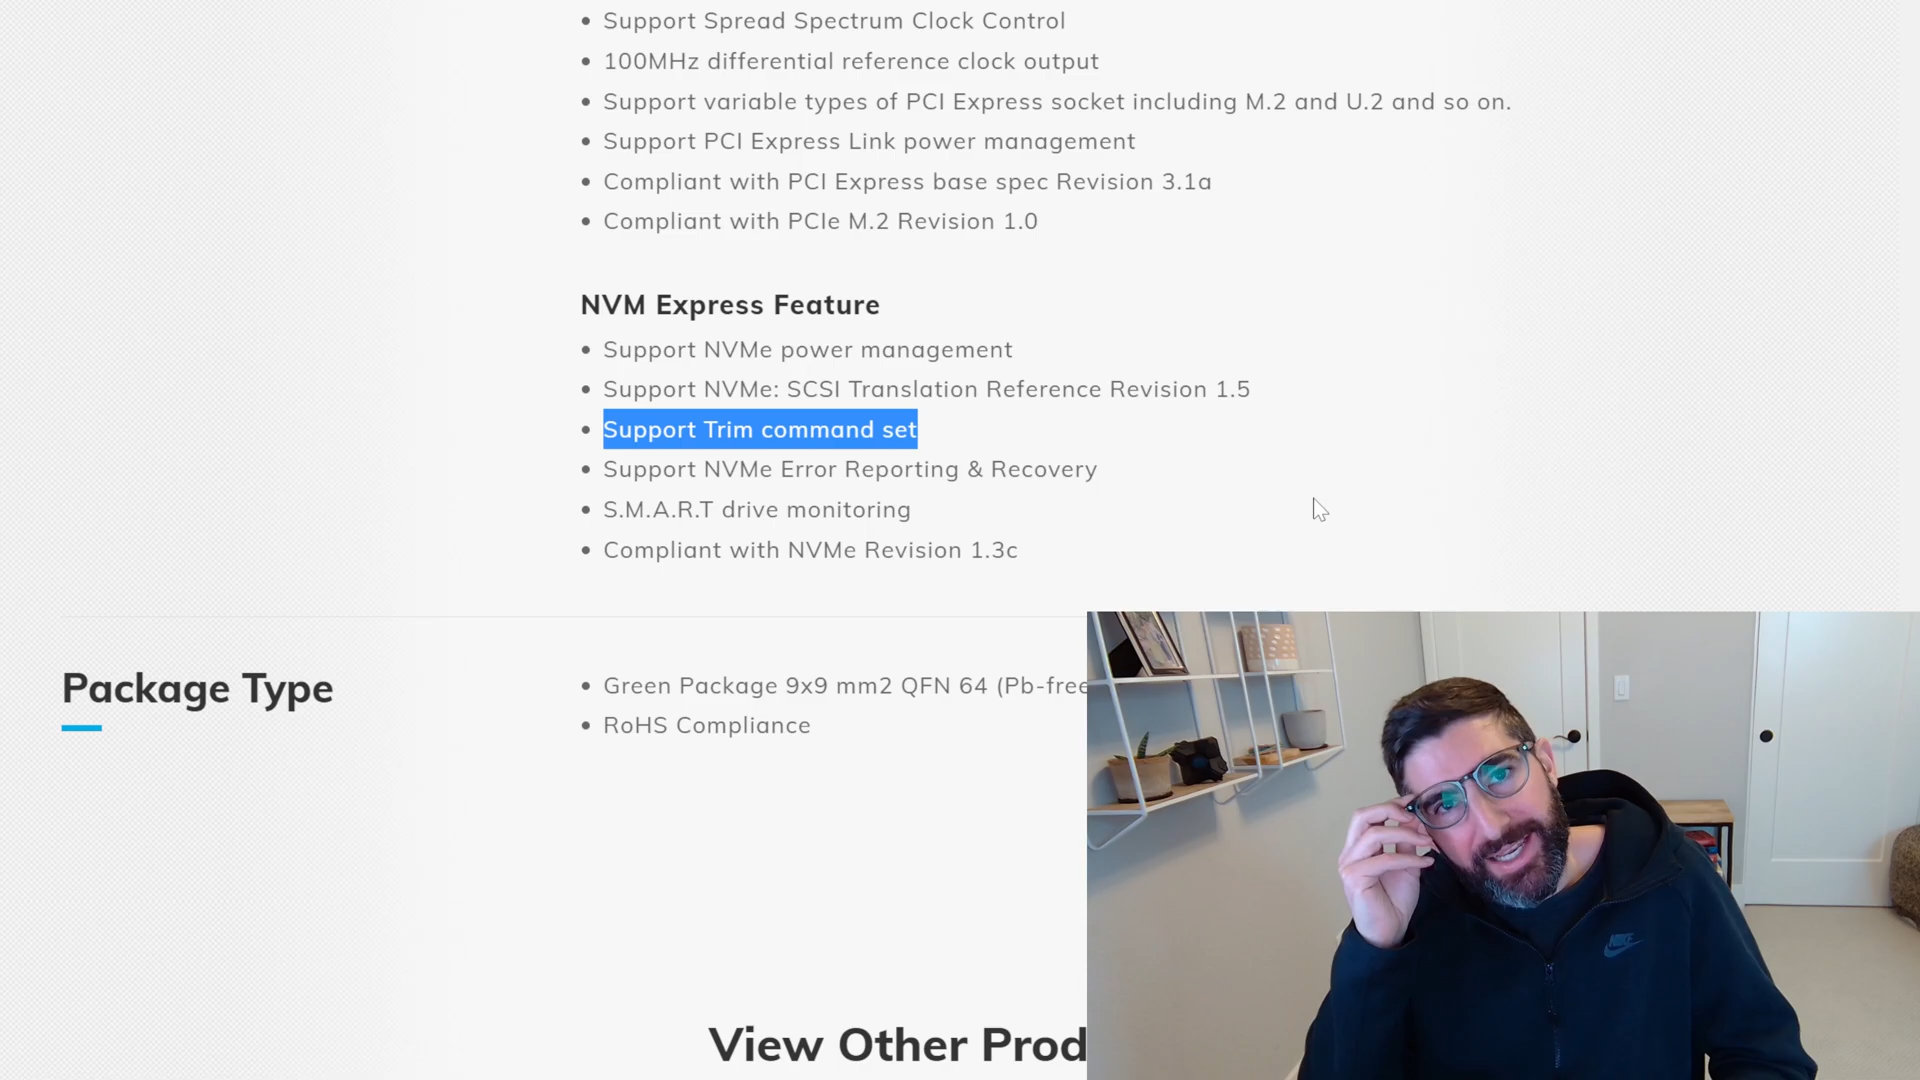 Support Spread Spectrum Clock Control
100MHz differential reference clock output
Support variable types of PCI Express socket including M.2 and U.2 and so on.
Support PCI Express Link power management
Compliant with PCI Express base spec Revision 3.1a
Compliant with PCIe M.2 Revision 1.0
NVM Express Feature
Support NVMe power management
Support NVMe: SCSI Translation Reference Revision 1.5
Support Trim command set
Support NVMe Error Reporting & Recovery
S.M.A.R.T drive monitoring
Compliant with NVMe Revision 1.3c
Package Type
Green Package 9x9 mm2 QFN 64 (Pb-free
RoHS Compliance
View Other Prod
NIKE